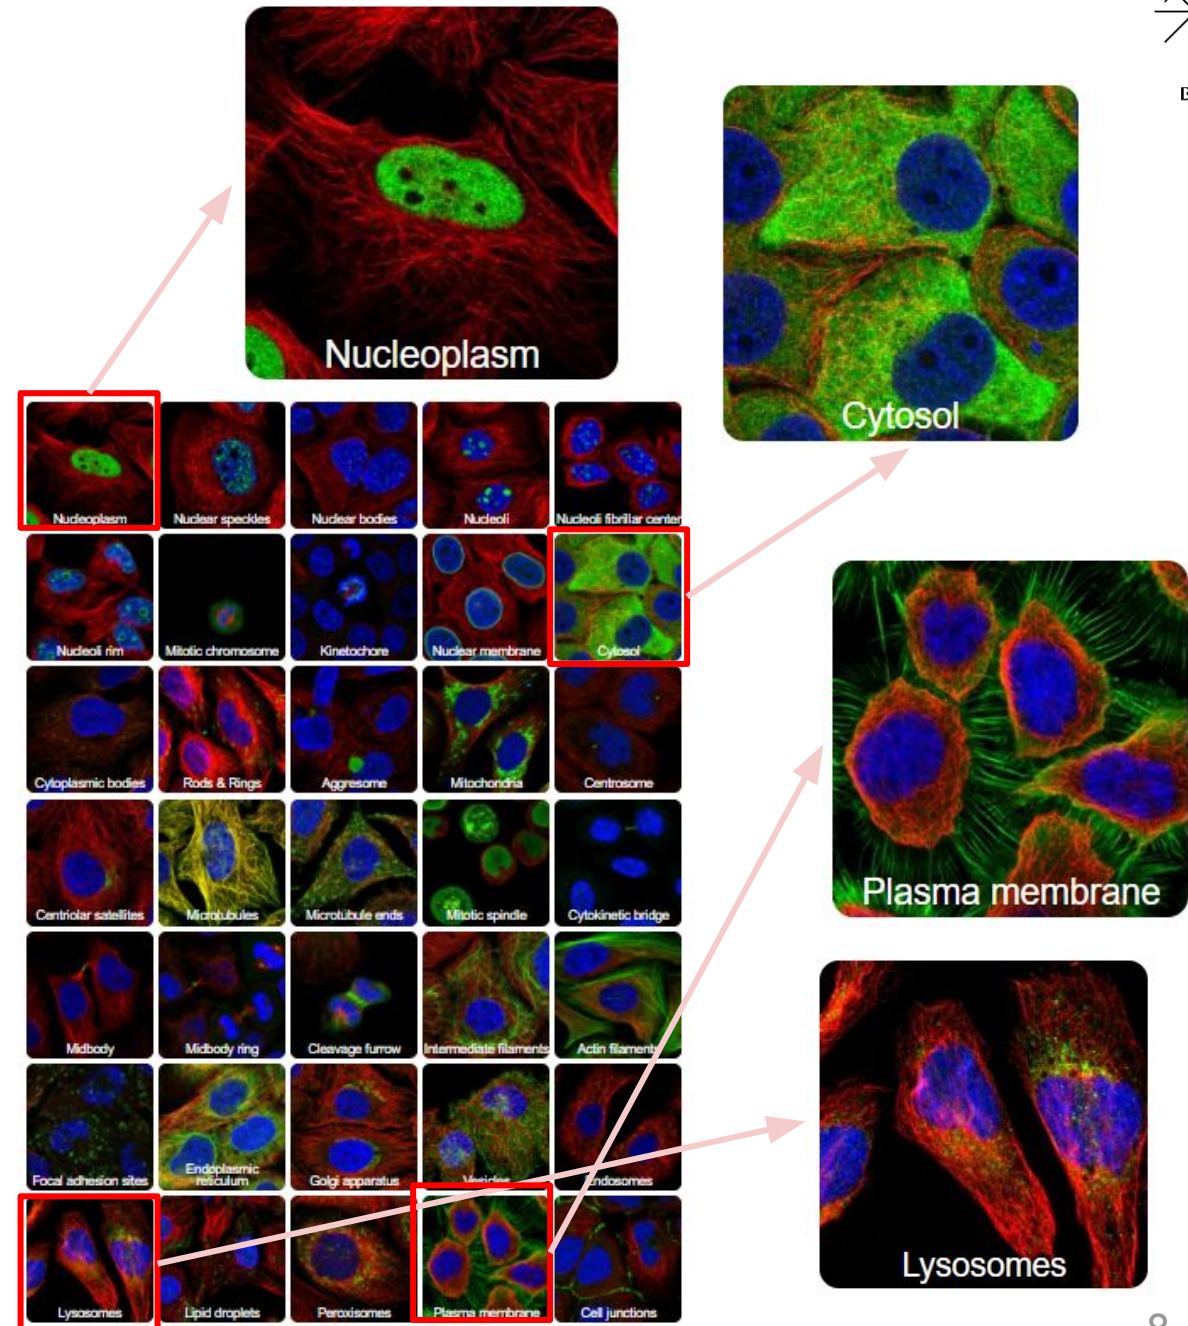 Nucleoplasm
Cytosol
Nucleoplasm
Nuclear speckles
Nuclear bodies
Nucleoli
Nucleoli fibrillar center
Nucleoli rim
Mitotic chromosome
Kinetochore
Nuclear membrane
Cytosol
Cytoplasmic bodies
Rods & Rings
Aggresome
Mitochondria
Centrosome
Centriolar satellites
Microtubules
Microtubule ends
Mitotic spindle
Cytokinetic bridge
Plasma membrane
Midbody
Midbody ring
Cleavage furrow
Intermediate filaments
Actin filaments
Focal adhesion sites
Endoplasmic
reticulum
Golgi apparatus
Vesicles
Endosomes
Lysosomes
Lysosomes
Lipid droplets
Peroxisomes
Plasma membrane
Cell junctions